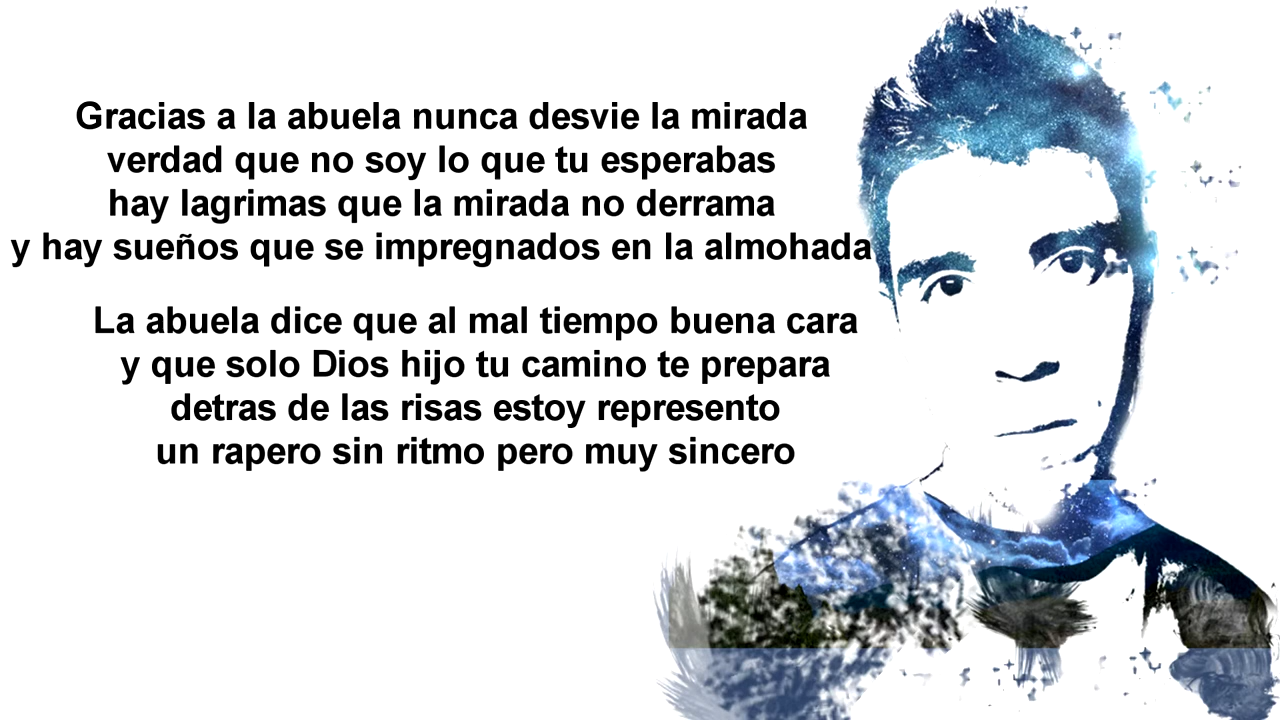 Gracias a la abuela nunca desvie la mirada
verdad que no soy lo que tu esperabas
hay lagrimas que la mirada no derrama
y hay sueños que se impregnados en la almohada
La abuela dice que al mal tiempo buena cara
y que solo Dios hijo tu camino te prepara
detras de las risas estoy represento
un rapero sin ritmo pero muy sincero